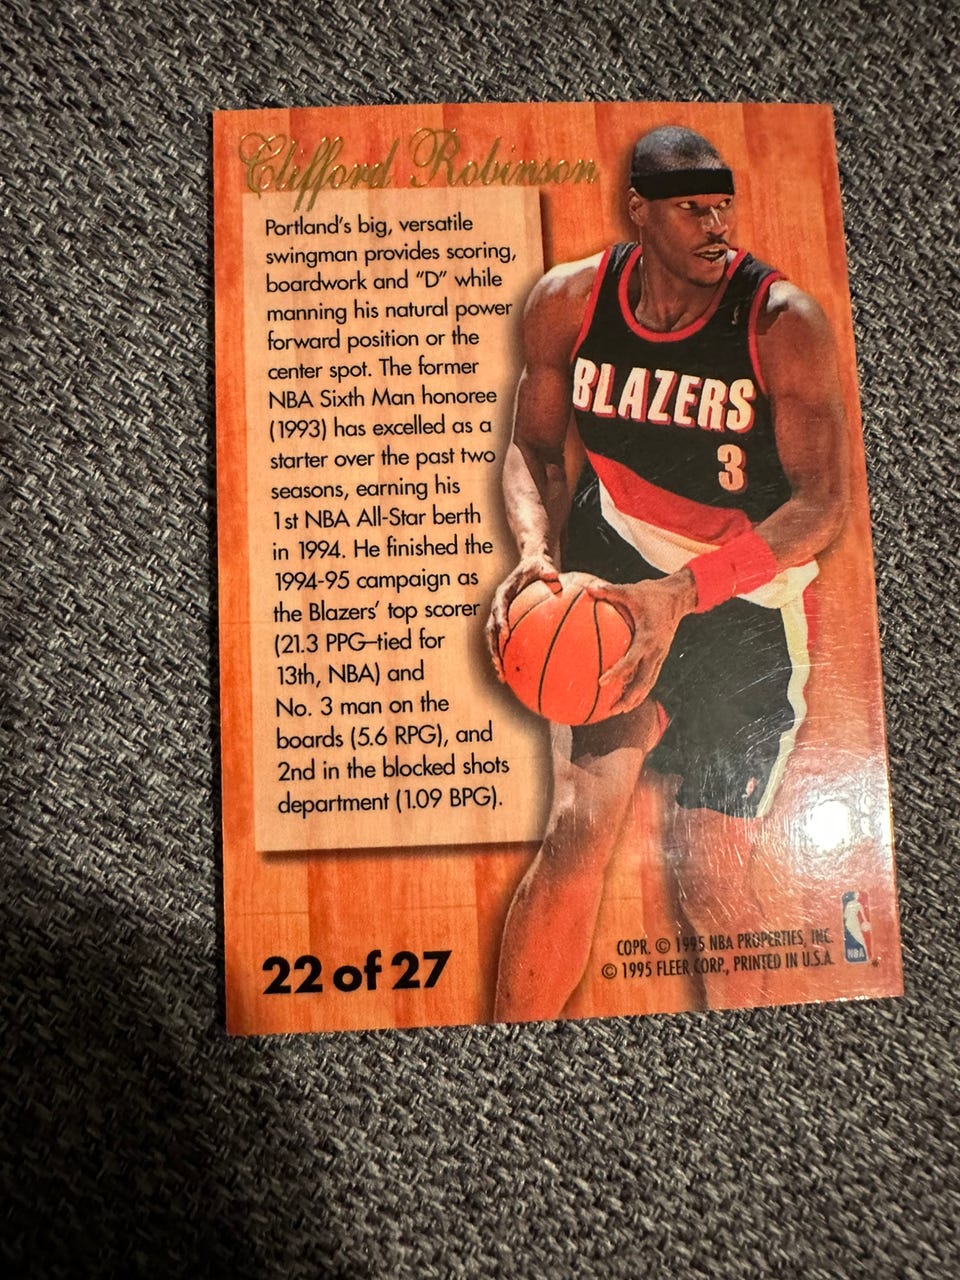 Clifford Robinson
Portland's big, versatile
swingman provides scoring,
boardwork and "D" while
manning his natural power
forward position or the
center spot. The former
NBA Sixth Man honoree
(1993) has excelled as a
starter over the past two
seasons, earning his
1st NBA All-Star berth
in 1994. He finished the
1994-95 campaign as
the Blazers' top scorer
(21.3 PPG–tied for
13th, NBA) and
No. 3 man on the
boards (5.6 RPG), and
2nd in the blocked shots
department (1.09 BPG).
BLAZERS
3
22 of 27
COPR. © 1995 NBA PROPERTIES, INC.
© 1995 FLEER CORP., PRINTED IN U.S.A.
NBA